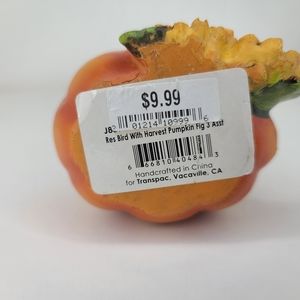 $9.99
01214 10999 6
Res Bird With Harvest Pumpkin Fig 3 Asst
6 66810 40484 3
Handcrafted in China
for Transpac, Vacaville, CA